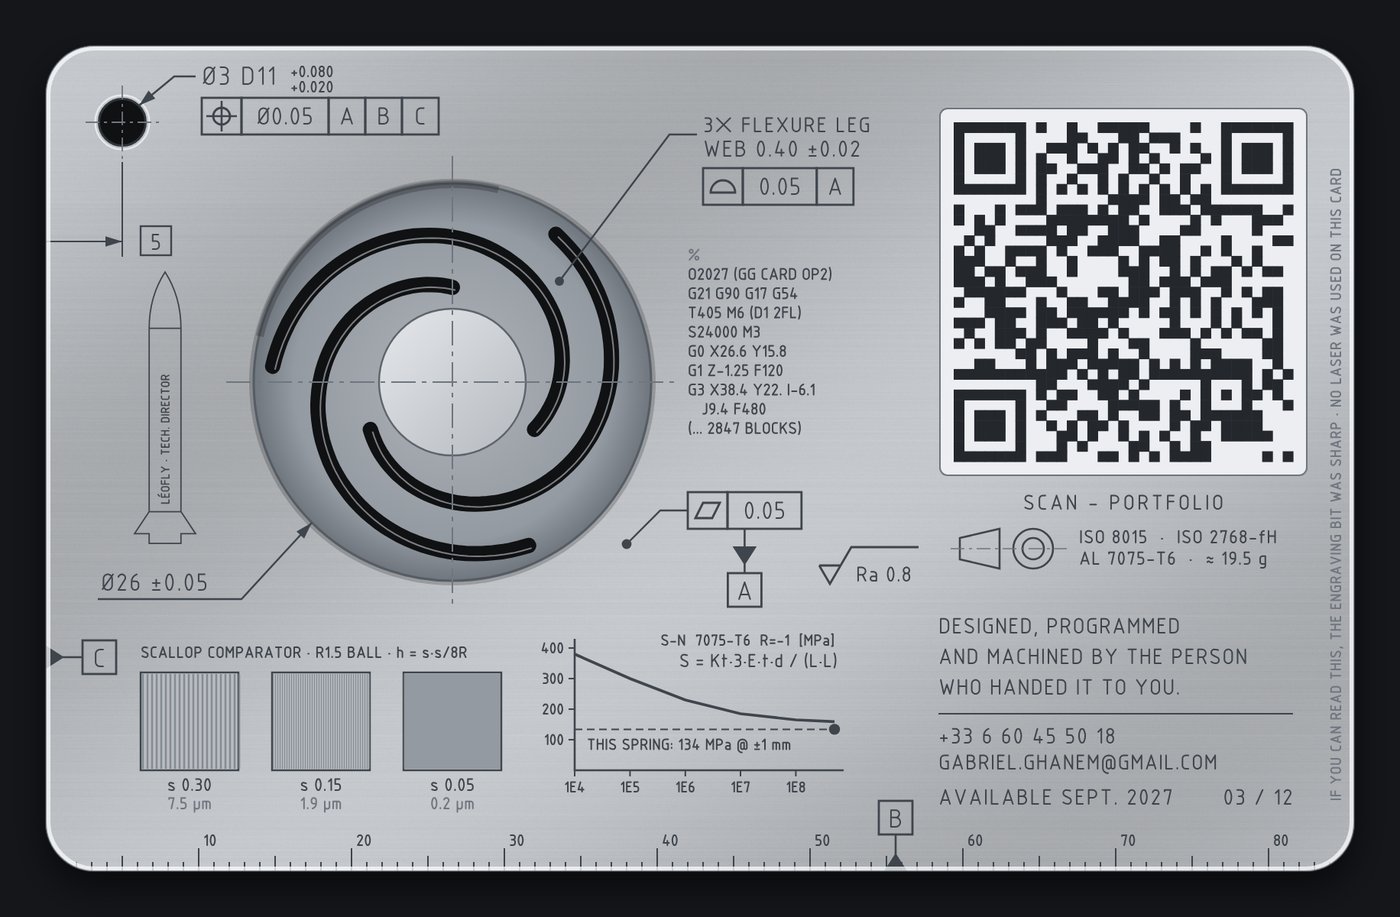 Ø3 D11 +0.080
+0.020
Ø0.05 A B C
3X FLEXURE LEG
WEB 0.40 ±0.02
0.05 A
5
%
O2027 (GG CARD OP2)
G21 G90 G17 G54
T405 M6 (D1 2FL)
S24000 M3
G0 X26.6 Y15.8
G1 Z-1.25 F120
G3 X38.4 Y22. I-6.1
J9.4 F480
(... 2847 BLOCKS)
LÉOFLY · TECH. DIRECTOR
Ø26 ±0.05
0.05
A
Ra 0.8
SCAN – PORTFOLIO
ISO 8015 · ISO 2768-fH
AL 7075-T6 · ≈ 19.5 g
IF YOU CAN READ THIS, THE ENGRAVING BIT WAS SHARP · NO LASER WAS USED ON THIS CARD
C
SCALLOP COMPARATOR · R1.5 BALL · h = s·s/8R
s 0.30 s 0.15 s 0.05
7.5 µm 1.9 µm 0.2 µm
S-N 7075-T6 R=-1 [MPa]
S = Kt·3·E·t·d / (L·L)
400
300
200
100
THIS SPRING: 134 MPa @ ±1 mm
1E4 1E5 1E6 1E7 1E8
DESIGNED, PROGRAMMED
AND MACHINED BY THE PERSON
WHO HANDED IT TO YOU.
+33 6 60 45 50 18
GABRIEL.GHANEM@GMAIL.COM
AVAILABLE SEPT. 2027 03 / 12
B
10 20 30 40 50 60 70 80